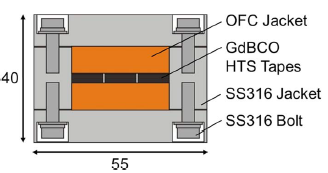 OFC Jacket
GdBCO
HTS Tapes
SS316 Jacket
SS316 Bolt
40
55